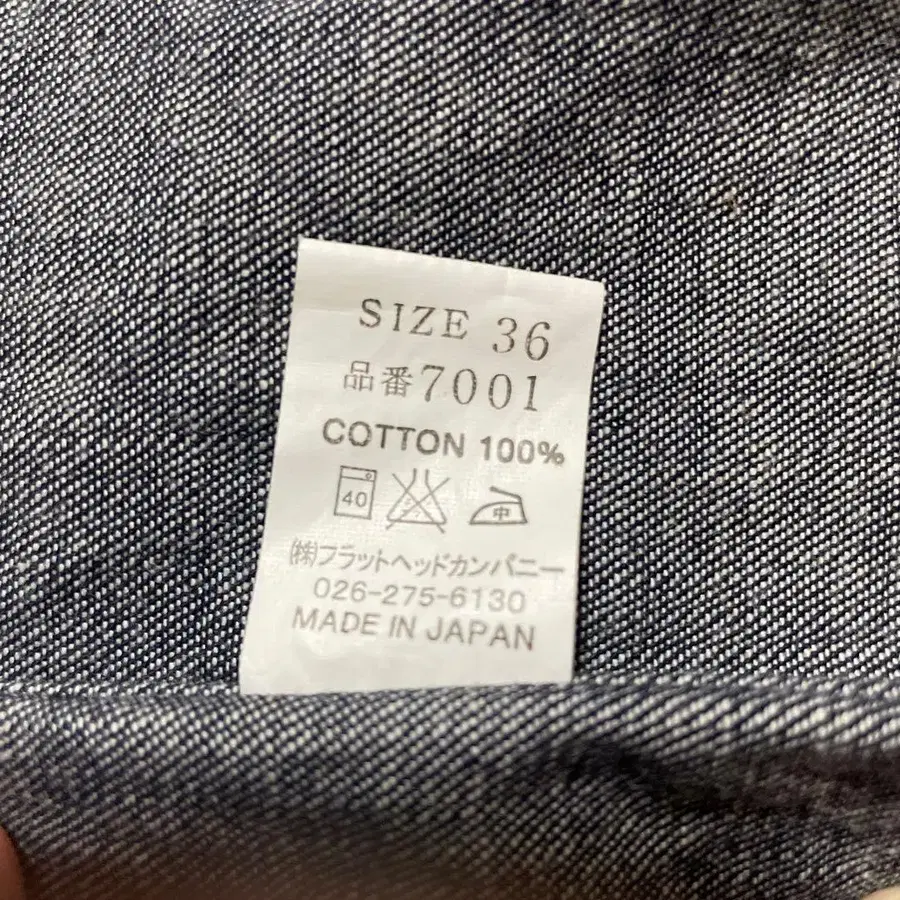 SIZE 36
品番7001
COTTON 100%
40 中
㈱フラットヘッドカンパニー
026-275-6130
MADE IN JAPAN